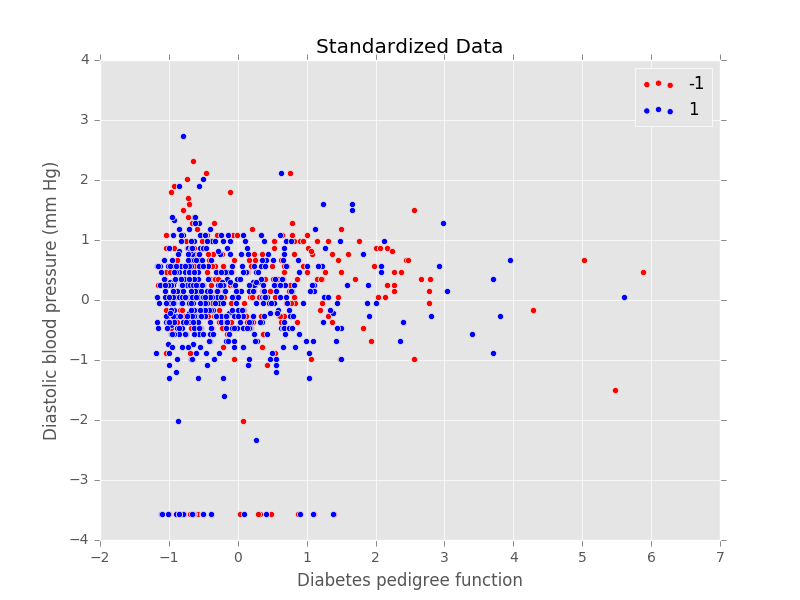 Standardized Data
-1
1
4
3
2
1
0
−1
−2
−3
−4
Diastolic blood pressure (mm Hg)
−2 −1 0 1 2 3 4 5 6 7
Diabetes pedigree function